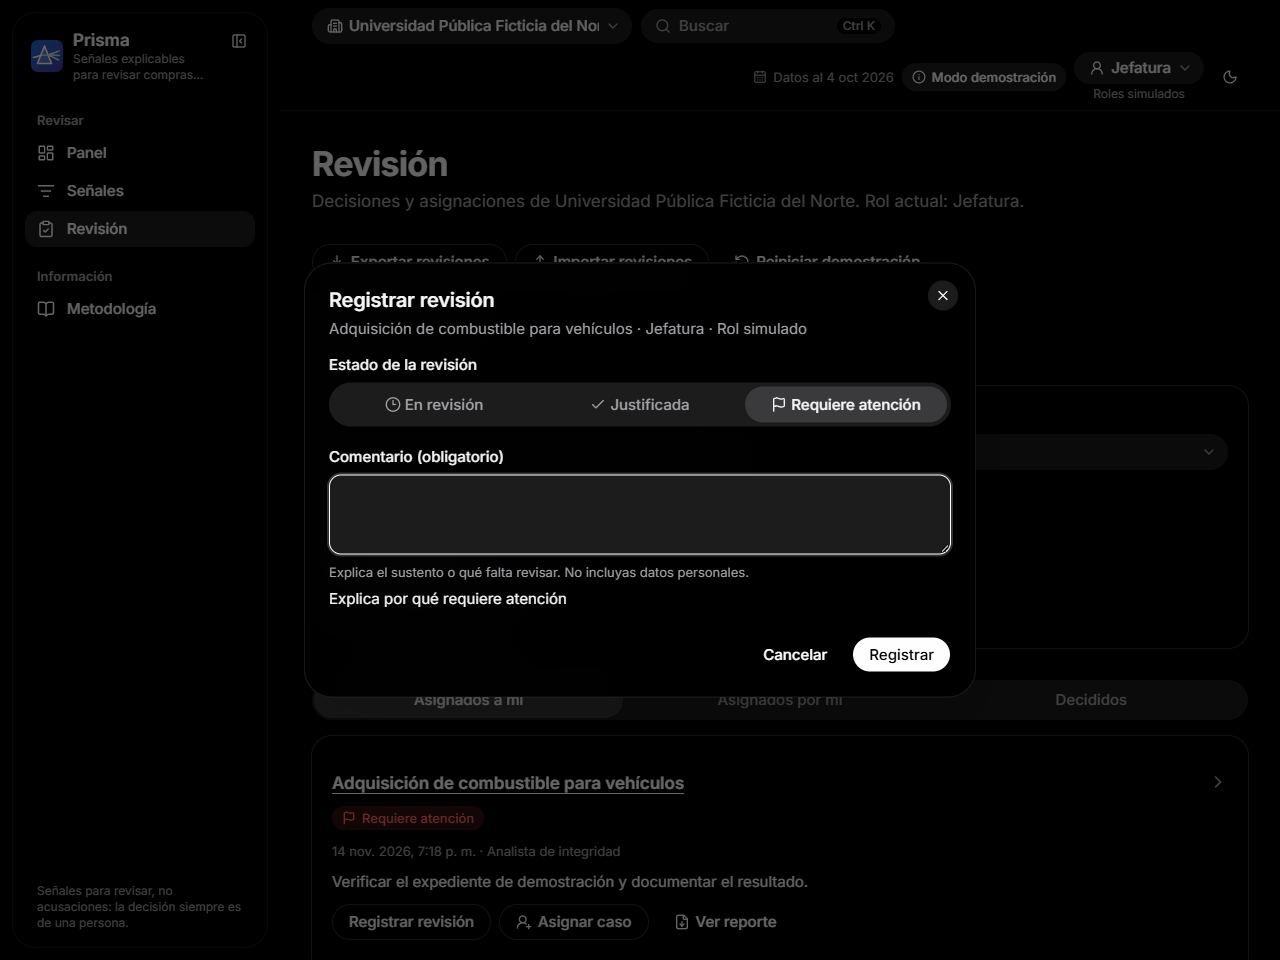 Prisma
Señales explicables
para revisar compras...
Revisar
Panel
Señales
Revisión
Información
Metodología
Señales para revisar, no
acusaciones: la decisión siempre es
de una persona.
Universidad Pública Ficticia del No
Buscar
Ctrl K
Datos al 4 oct 2026
Modo demostración
Jefatura
Roles simulados
Revisión
Decisiones y asignaciones de Universidad Pública Ficticia del Norte. Rol actual: Jefatura.
Exportar revisiones
Importar revisiones
Reiniciar demostración
Registrar revisión
Adquisición de combustible para vehículos · Jefatura · Rol simulado
Estado de la revisión
En revisión
Justificada
Requiere atención
Comentario (obligatorio)
Explica el sustento o qué falta revisar. No incluyas datos personales.
Explica por qué requiere atención
Cancelar
Registrar
Asignados a mí
Asignados por mí
Decididos
Adquisición de combustible para vehículos
Requiere atención
14 nov. 2026, 7:18 p. m. · Analista de integridad
Verificar el expediente de demostración y documentar el resultado.
Registrar revisión
Asignar caso
Ver reporte